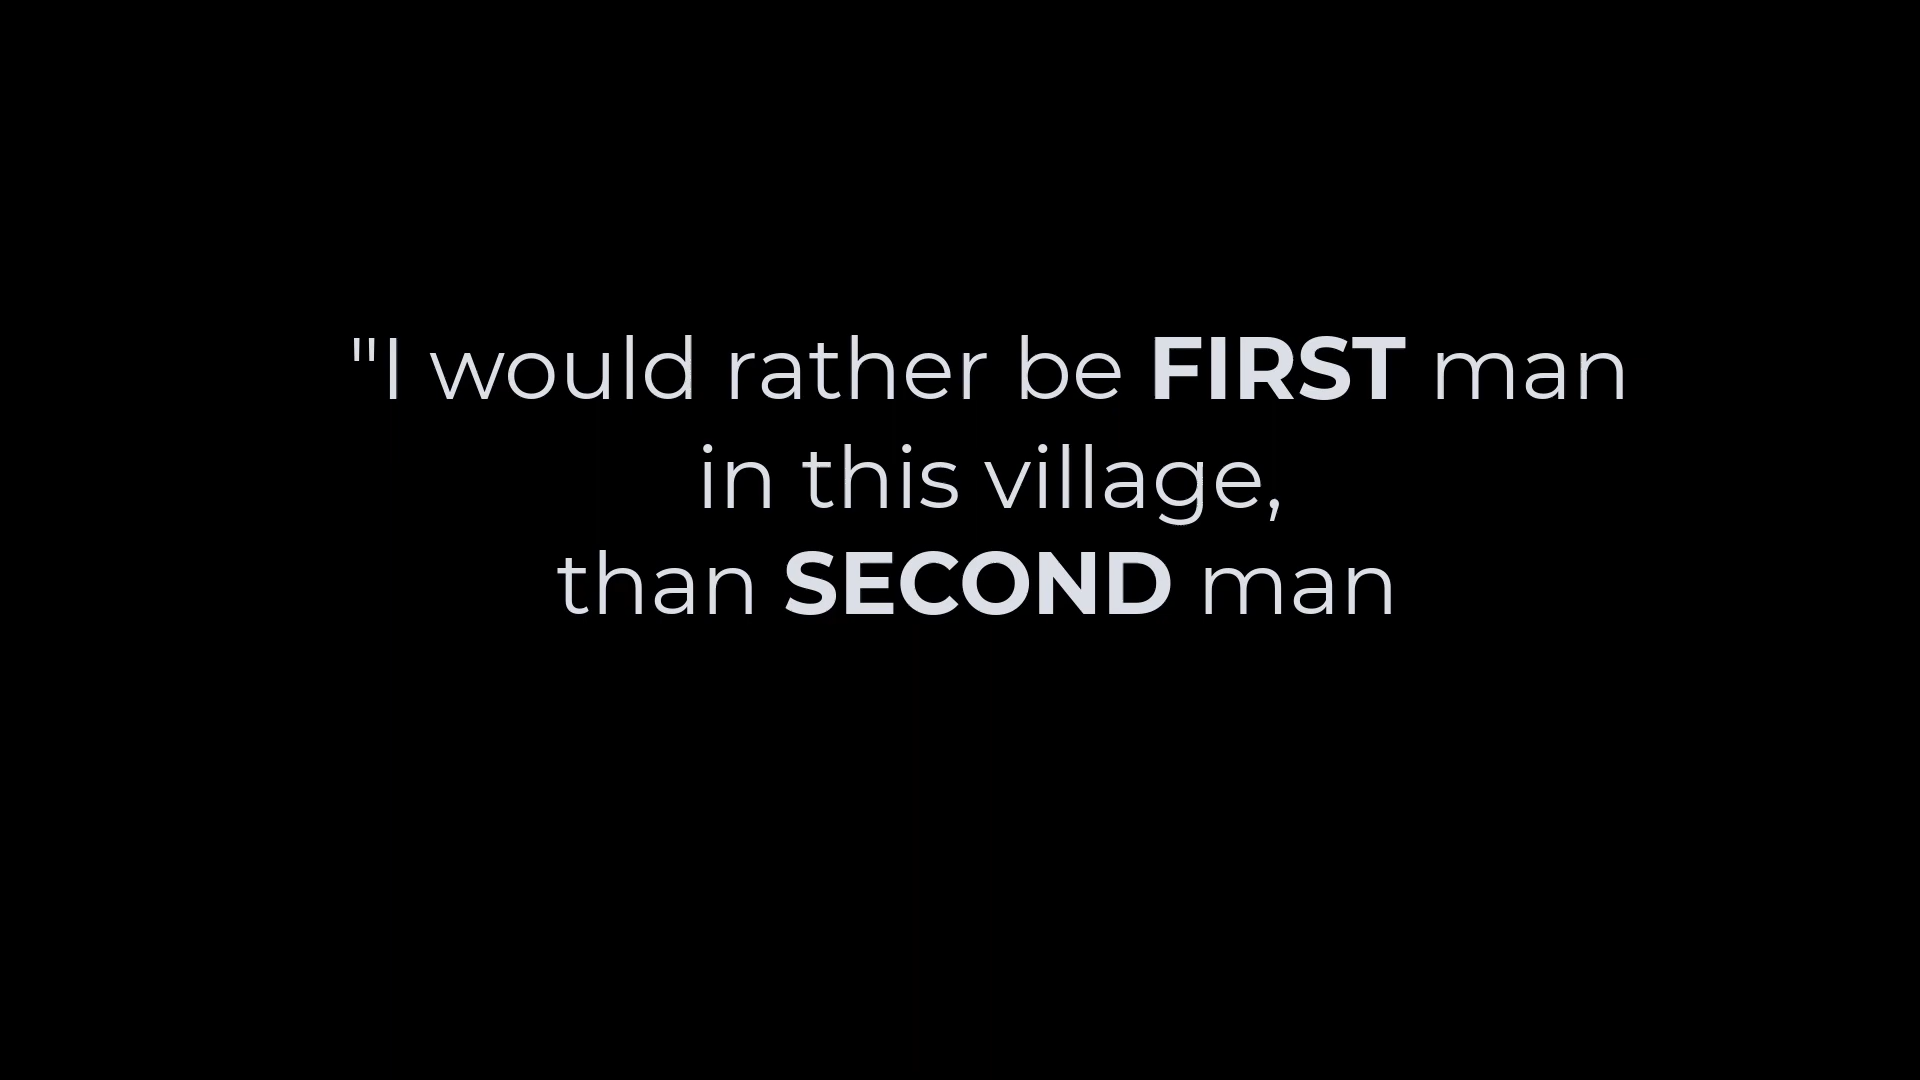 "I would rather be FIRST man
in this village,
than SECOND man